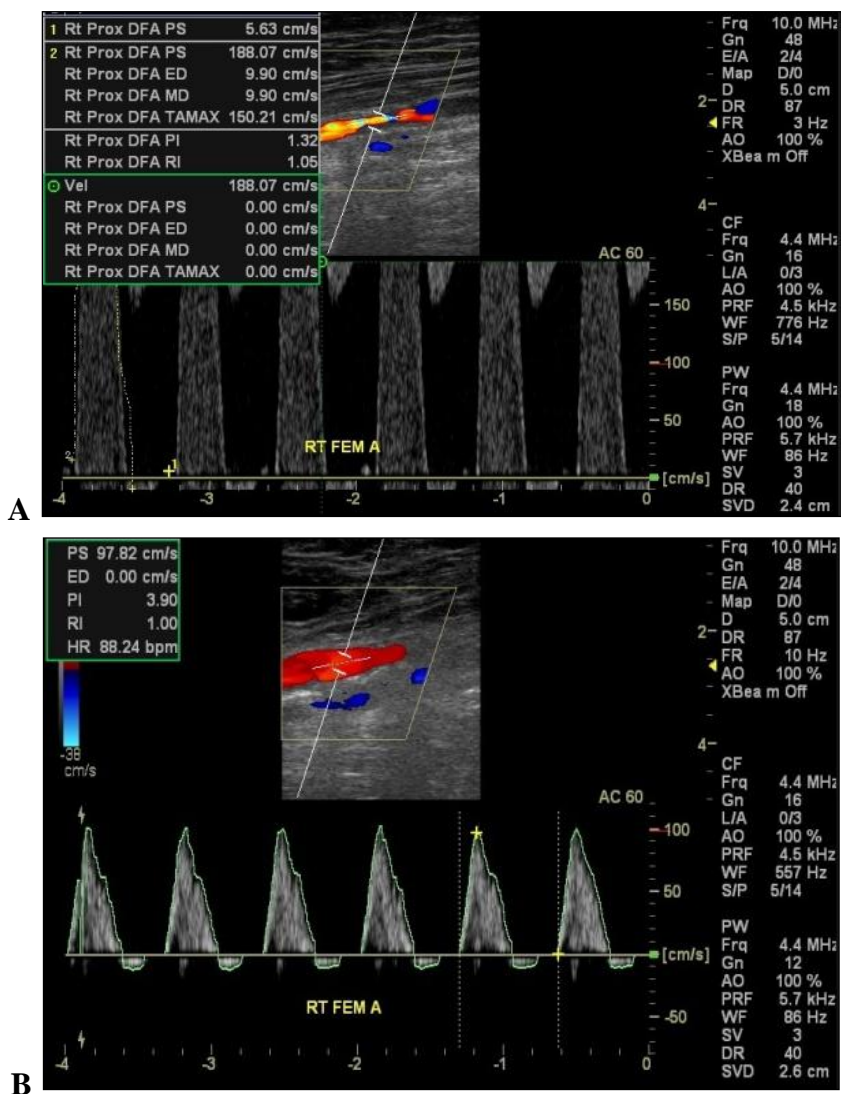 1 Rt Prox DFA PS 5.63 cm/s
2 Rt Prox DFA PS 188.07 cm/s
Rt Prox DFA ED 9.90 cm/s
Rt Prox DFA MD 9.90 cm/s
Rt Prox DFA TAMAX 150.21 cm/s
Rt Prox DFA PI 1.32
Rt Prox DFA RI 1.05
Vel 188.07 cm/s
Rt Prox DFA PS 0.00 cm/s
Rt Prox DFA ED 0.00 cm/s
Rt Prox DFA MD 0.00 cm/s
Rt Prox DFA TAMAX 0.00 cm/s
2
4
AC 60
150
100
50
[cm/s]
2
1
RT FEM A
-4 -3 -2 -1 0
Frq 10.0 MHz
Gn 48
E/A 2/4
Map D/0
D 5.0 cm
DR 87
FR 3 Hz
AO 100 %
XBeam Off
CF
Frq 4.4 MHz
Gn 16
L/A 0/3
AO 100 %
PRF 4.5 kHz
WF 776 Hz
S/P 5/14
PW
Frq 4.4 MHz
Gn 18
AO 100 %
PRF 5.7 kHz
WF 86 Hz
SV 3
DR 40
SVD 2.4 cm
A
PS 97.82 cm/s
ED 0.00 cm/s
PI 3.90
RI 1.00
HR 88.24 bpm
-38
cm/s
2
4
AC 60
100
50
[cm/s]
-50
RT FEM A
-4 -3 -2 -1 0
Frq 10.0 MHz
Gn 48
E/A 2/4
Map D/0
D 5.0 cm
DR 87
FR 10 Hz
AO 100 %
XBeam Off
CF
Frq 4.4 MHz
Gn 16
L/A 0/3
AO 100 %
PRF 4.5 kHz
WF 557 Hz
S/P 5/14
PW
Frq 4.4 MHz
Gn 12
AO 100 %
PRF 5.7 kHz
WF 86 Hz
SV 3
DR 40
SVD 2.6 cm
B